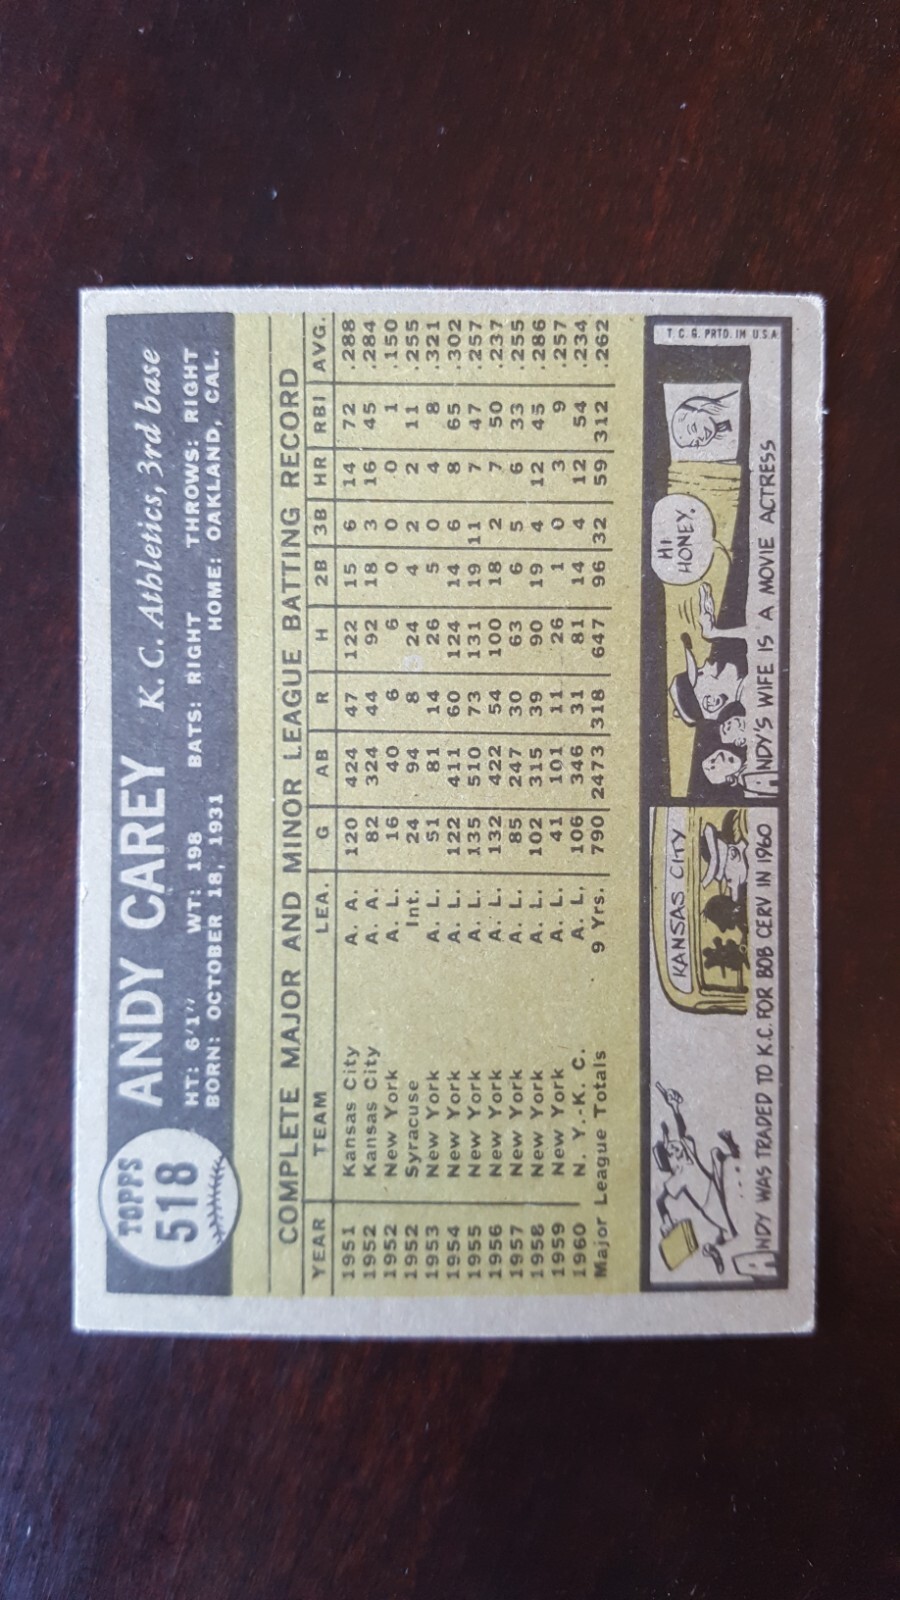 TOPPS
518
ANDY CAREY K. C. Athletics, 3rd base
HT: 6'1" WT: 198 BATS: RIGHT THROWS: RIGHT
BORN: OCTOBER 18, 1931 HOME: OAKLAND, CAL.
COMPLETE MAJOR AND MINOR LEAGUE BATTING RECORD
YEAR TEAM LEA. G AB R H 2B 3B HR RBI AVG.
1951 Kansas City A. A. 120 424 47 122 15 6 14 72 .288
1952 Kansas City A. A. 82 324 44 92 18 3 16 45 .284
1952 New York A. L. 16 40 6 6 0 0 0 1 .150
1952 Syracuse Int. 24 94 8 24 4 2 2 11 .255
1953 New York A. L. 51 81 14 26 5 0 4 8 .321
1954 New York A. L. 122 411 60 124 14 6 8 65 .302
1955 New York A. L. 135 510 73 131 19 11 7 47 .257
1956 New York A. L. 132 422 54 100 18 2 7 50 .237
1957 New York A. L. 85 247 30 63 6 5 6 33 .255
1958 New York A. L. 102 315 39 90 19 4 12 45 .286
1959 New York A. L. 41 101 11 26 1 0 3 9 .257
1960 N. Y.-K. C. A. L. 106 346 31 81 14 4 12 54 .234
Major League Totals 9 Yrs. 790 2473 318 647 96 32 59 312 .262
KANSAS CITY
ANDY WAS TRADED TO K.C. FOR BOB CERV IN 1960
HI
HONEY.
ANDY'S WIFE IS A MOVIE ACTRESS
T. C. G. PRTD. IN U.S.A.